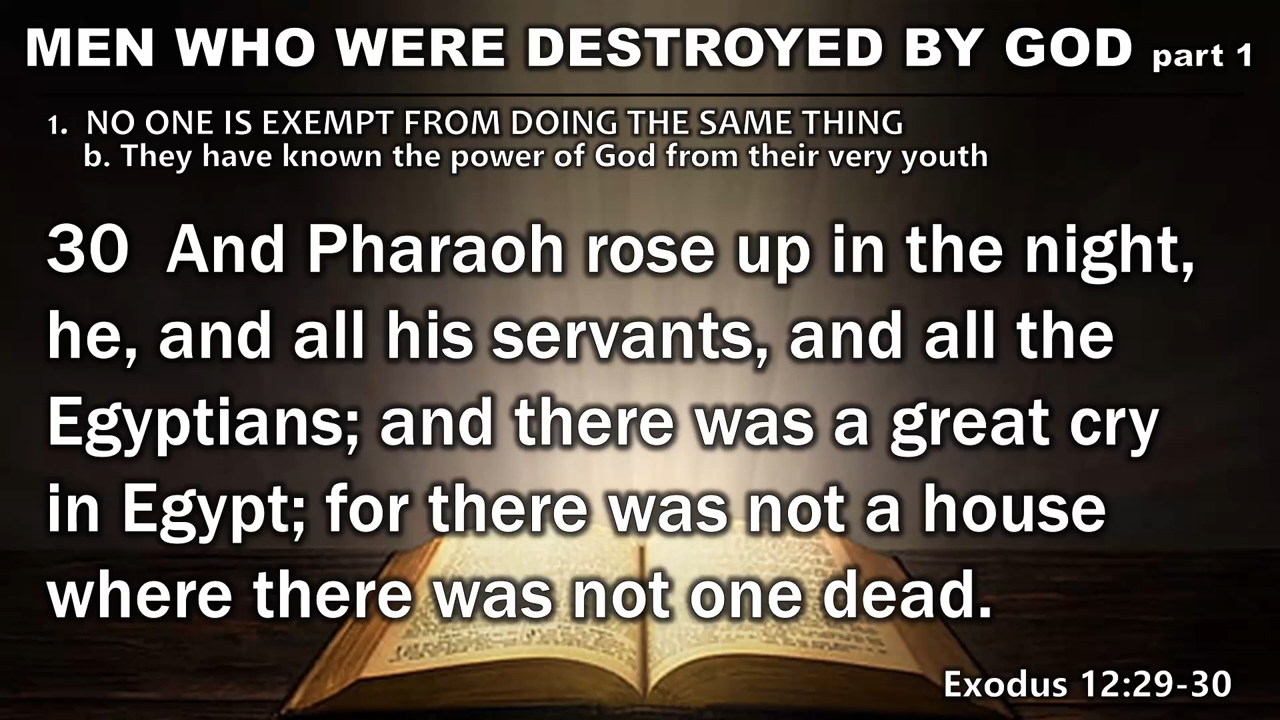 MEN WHO WERE DESTROYED BY GOD part 1
1. NO ONE IS EXEMPT FROM DOING THE SAME THING
b. They have known the power of God from their very youth
30 And Pharaoh rose up in the night,
he, and all his servants, and all the
Egyptians; and there was a great cry
in Egypt; for there was not a house
where there was not one dead.
Exodus 12:29-30